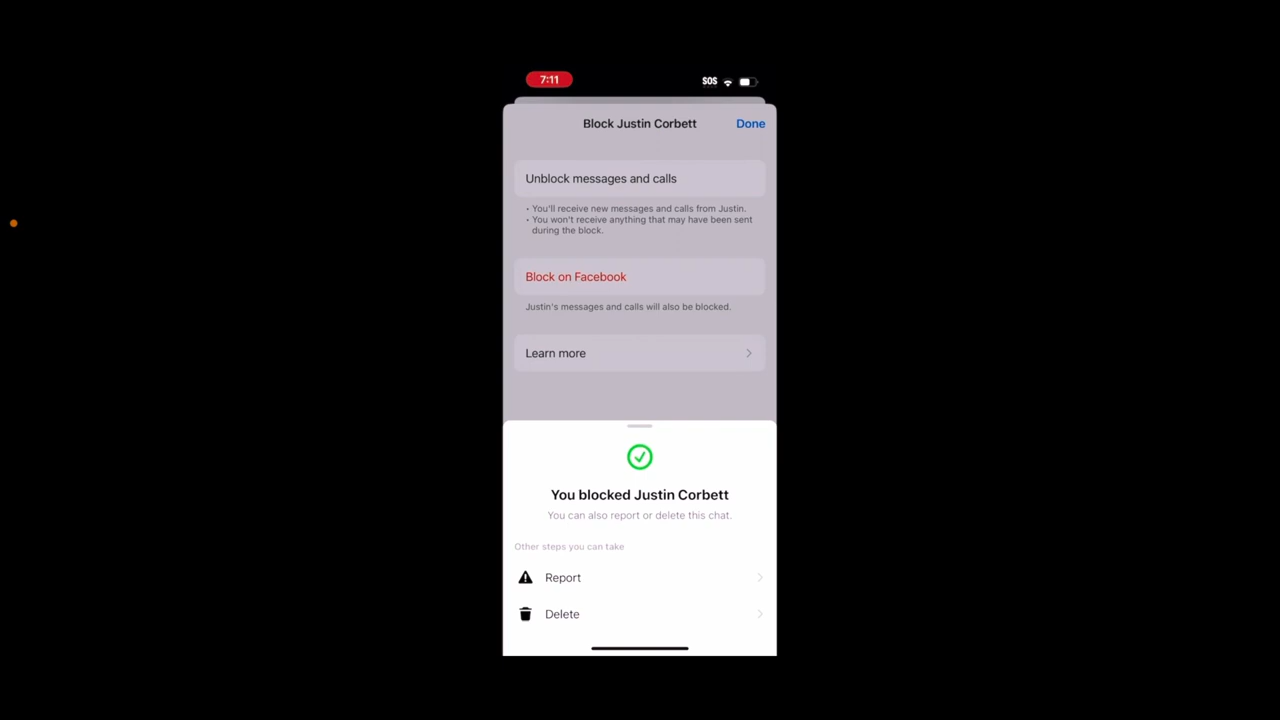 7:11
SOS
Block Justin Corbett
Done
Unblock messages and calls
• You'll receive new messages and calls from Justin.
• You won't receive anything that may have been sent
during the block.
Block on Facebook
Justin's messages and calls will also be blocked.
Learn more
You blocked Justin Corbett
You can also report or delete this chat.
Other steps you can take
Report
Delete